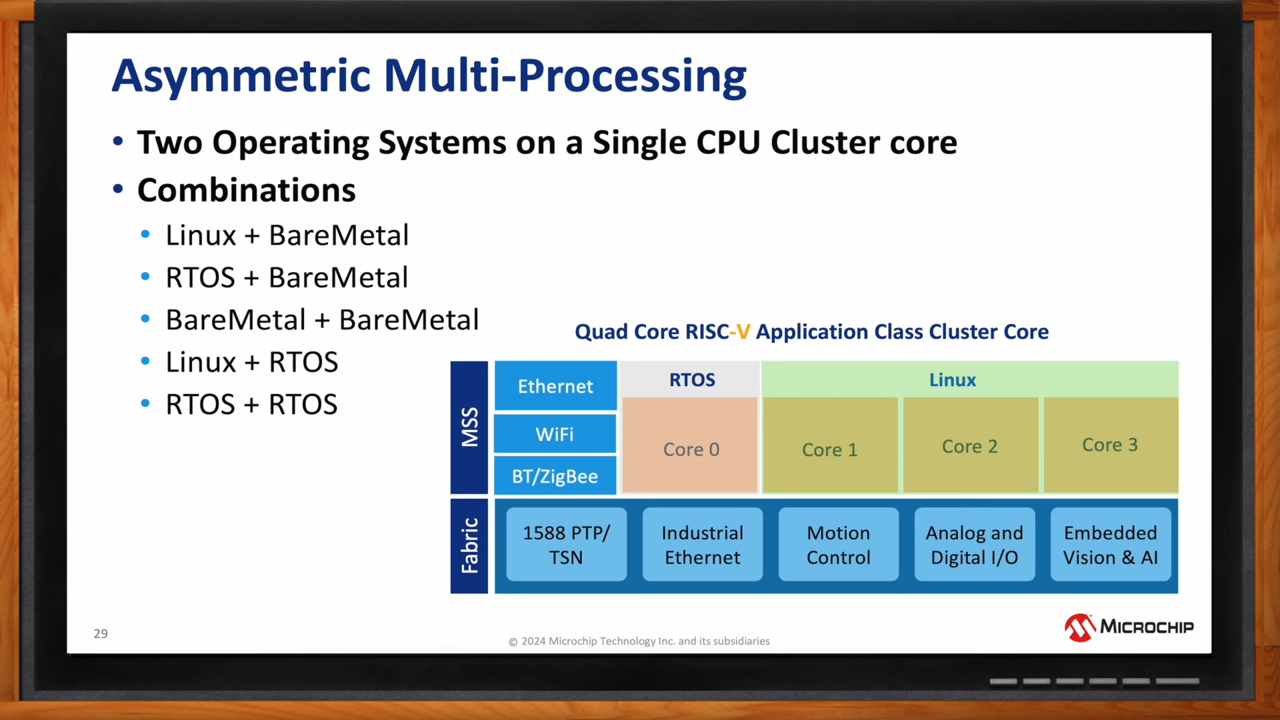 Asymmetric Multi-Processing
• Two Operating Systems on a Single CPU Cluster core
• Combinations
• Linux + BareMetal
• RTOS + BareMetal
• BareMetal + BareMetal
• Linux + RTOS
• RTOS + RTOS
Quad Core RISC-V Application Class Cluster Core
MSS
Ethernet
WiFi
BT/ZigBee
RTOS
Core 0
Linux
Core 1
Core 2
Core 3
Fabric
1588 PTP/
TSN
Industrial
Ethernet
Motion
Control
Analog and
Digital I/O
Embedded
Vision & AI
29
© 2024 Microchip Technology Inc. and its subsidiaries
MICROCHIP